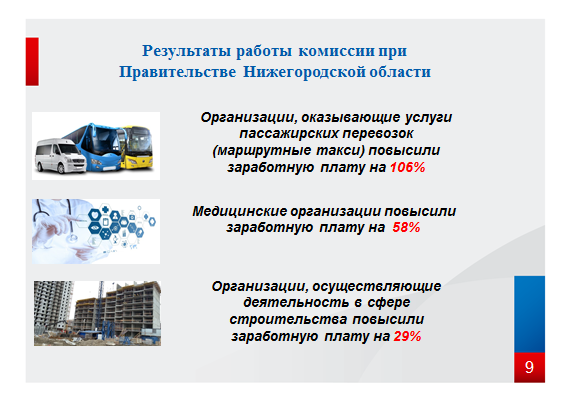 Результаты работы комиссии при
Правительстве Нижегородской области
Организации, оказывающие услуги
пассажирских перевозок
(маршрутные такси) повысили
заработную плату на 106%
Медицинские организации повысили
заработную плату на 58%
Организации, осуществляющие
деятельность в сфере
строительства повысили
заработную плату на 29%
9